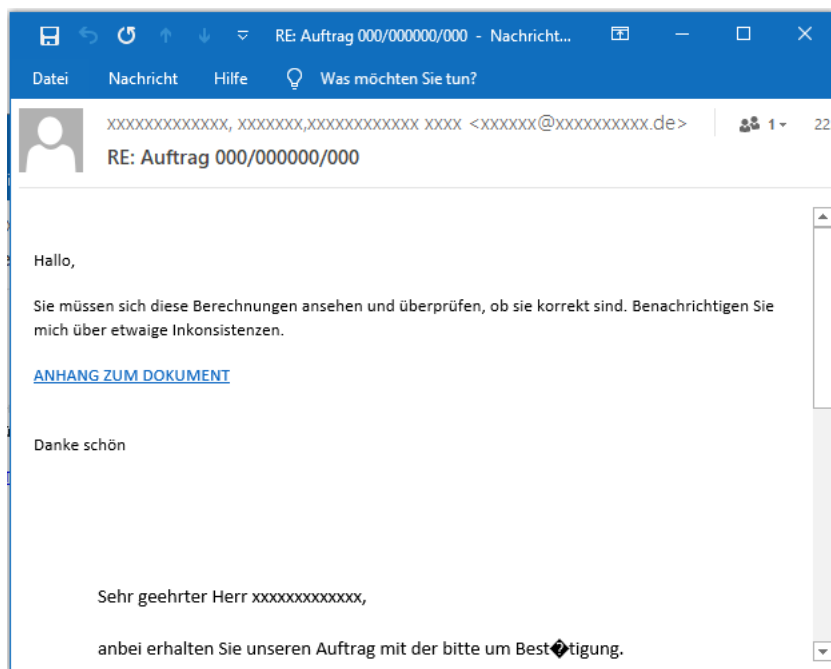 RE: Auftrag 000/000000/000 - Nachricht...
Datei Nachricht Hilfe Was möchten Sie tun?
xxxxxxxxxxxxx, xxxxxxx,xxxxxxxxxxxx xxxx <xxxxxx@xxxxxxxxxx.de> 1 22
RE: Auftrag 000/000000/000
Hallo,
Sie müssen sich diese Berechnungen ansehen und überprüfen, ob sie korrekt sind. Benachrichtigen Sie
mich über etwaige Inkonsistenzen.
ANHANG ZUM DOKUMENT
Danke schön
Sehr geehrter Herr xxxxxxxxxxxxx,
anbei erhalten Sie unseren Auftrag mit der bitte um Best�tigung.